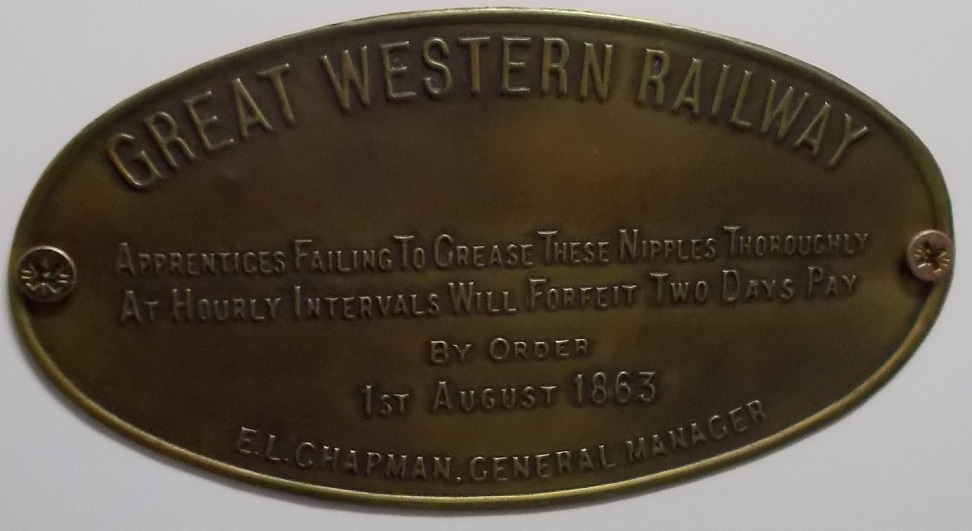 GREAT WESTERN RAILWAY
APPRENTICES FAILING TO GREASE THESE NIPPLES THOROUGHLY
AT HOURLY INTERVALS WILL FORFEIT TWO DAYS PAY
BY ORDER
1ST AUGUST 1863
E.L.CHAPMAN, GENERAL MANAGER